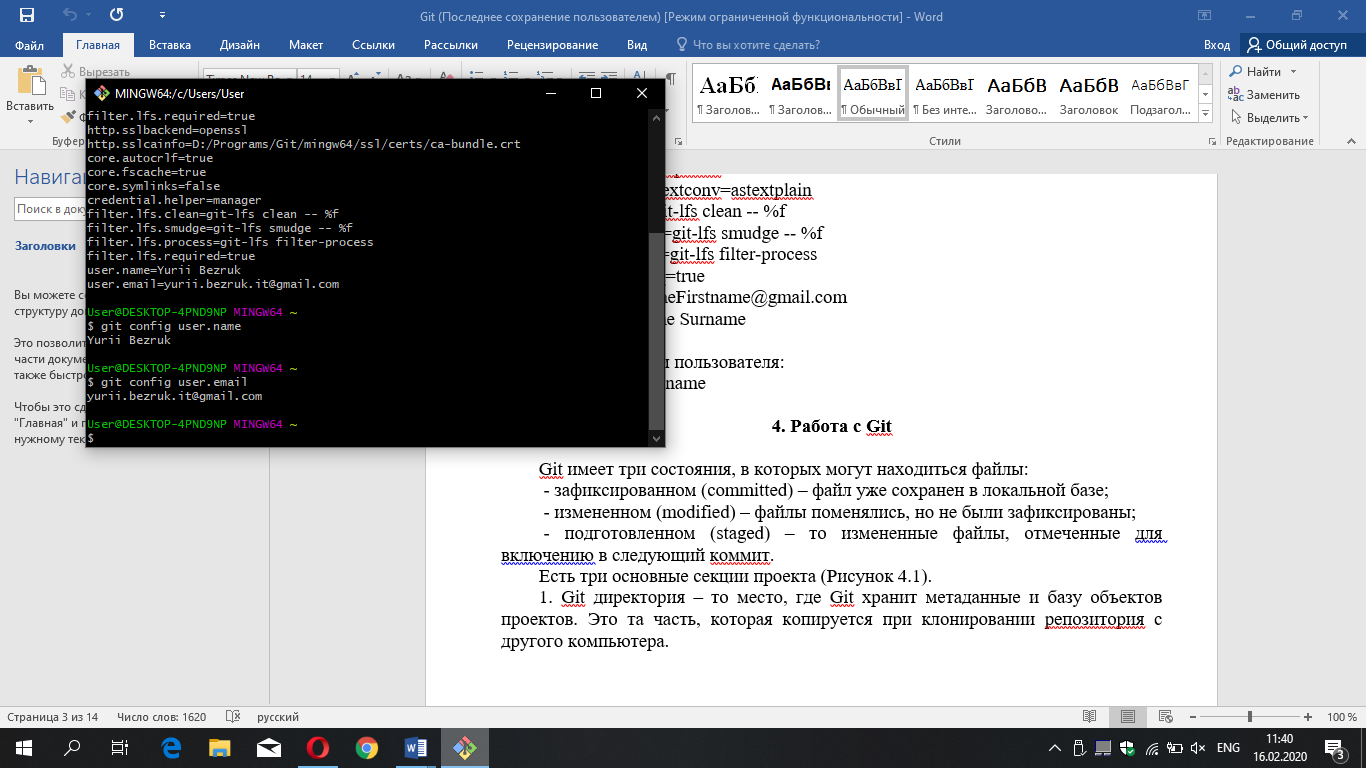 Git (Последнее сохранение пользователем) [Режим ограниченной функциональности] - Word
Файл Главная Вставка Дизайн Макет Ссылки Рассылки Рецензирование Вид Что вы хотите сделать? Вход Общий доступ
Вставить
Вырезать
АаБбІ АаБбВі АаБбВвІ АаБбВвІ АаБбВ АаБбВ АаБбВвГ
¶ Заголов... ¶ Заголов... ¶ Обычный ¶ Без инте... Заголово... Заголовок Подзагол...
Найти
Заменить
Выделить
Буфер
Стили
Редактирование
MINGW64:/c/Users/User
filter.lfs.required=true
http.sslbackend=openssl
http.sslcainfo=D:/Programs/Git/mingw64/ssl/certs/ca-bundle.crt
core.autocrlf=true
core.fscache=true
core.symlinks=false
credential.helper=manager
filter.lfs.clean=git-lfs clean -- %f
filter.lfs.smudge=git-lfs smudge -- %f
filter.lfs.process=git-lfs filter-process
filter.lfs.required=true
user.name=Yurii Bezruk
user.email=yurii.bezruk.it@gmail.com
User@DESKTOP-4PND9NP MINGW64 ~
$ git config user.name
Yurii Bezruk
User@DESKTOP-4PND9NP MINGW64 ~
$ git config user.email
yurii.bezruk.it@gmail.com
User@DESKTOP-4PND9NP MINGW64 ~
$
Навига
Поиск в доку
Заголовки
Вы можете с
структуру до
Это позволит
части докуме
также быстро
Чтобы это сд
"Главная" и п
нужному тек
extconv=astextplain
it-lfs clean -- %f
=git-lfs smudge -- %f
=git-lfs filter-process
=true
neFirstname@gmail.com
e Surname
и пользователя:
name
4. Работа с Git
Git имеет три состояния, в которых могут находиться файлы:
- зафиксированном (committed) – файл уже сохранен в локальной базе;
- измененном (modified) – файлы поменялись, но не были зафиксированы;
- подготовленном (staged) – то измененные файлы, отмеченные для
включению в следующий коммит.
Есть три основные секции проекта (Рисунок 4.1).
1. Git директория – то место, где Git хранит метаданные и базу объектов
проектов. Это та часть, которая копируется при клонировании репозитория с
другого компьютера.
Страница 3 из 14 Число слов: 1620 русский 100 %
ENG
11:40
16.02.2020
3